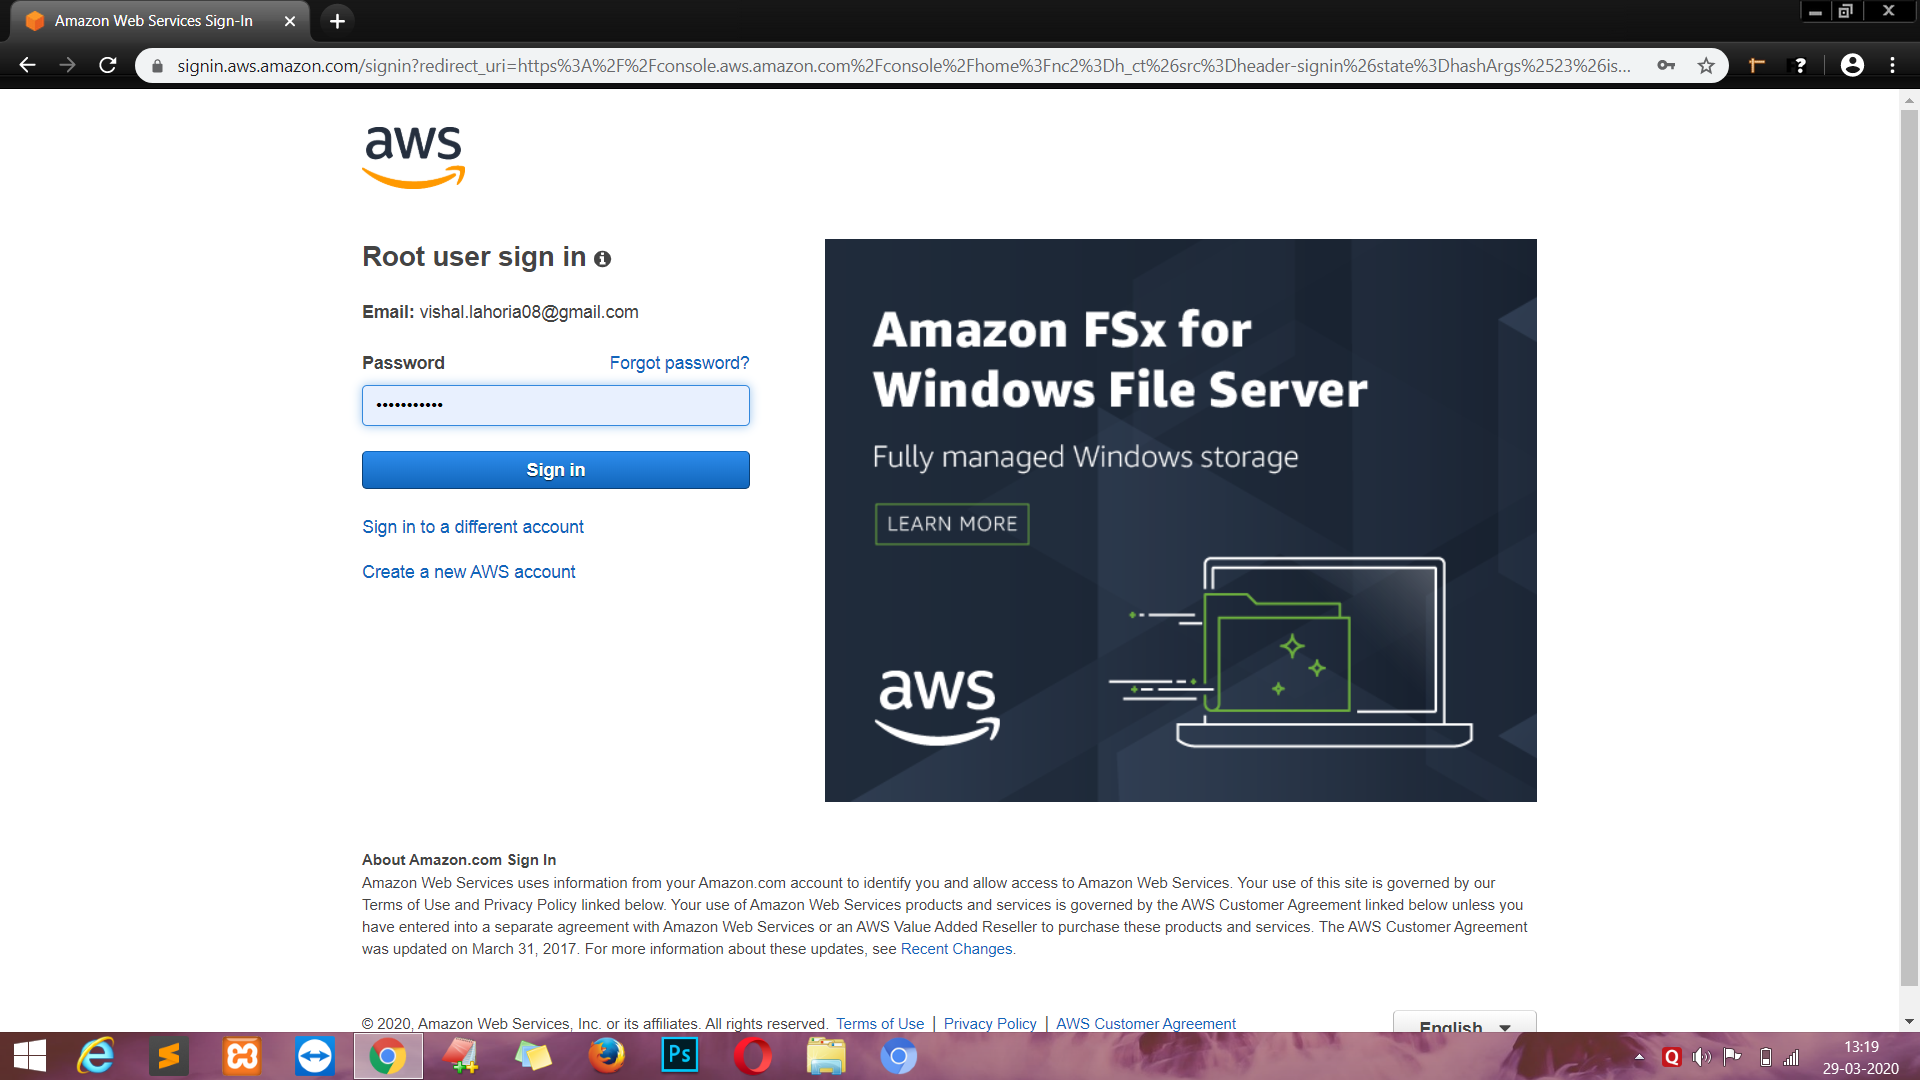 Amazon Web Services Sign-In
signin.aws.amazon.com/signin?redirect_uri=https%3A%2F%2Fconsole.aws.amazon.com%2Fconsole%2Fhome%3Fnc2%3Dh_ct%26src%3Dheader-signin%26state%3DhashArgs%2523%26is...
aws
Root user sign in
Email: vishal.lahoria08@gmail.com
Password Forgot password?
•••••••••••
Sign in
Sign in to a different account
Create a new AWS account
Amazon FSx for
Windows File Server
Fully managed Windows storage
LEARN MORE
aws
About Amazon.com Sign In
Amazon Web Services uses information from your Amazon.com account to identify you and allow access to Amazon Web Services. Your use of this site is governed by our
Terms of Use and Privacy Policy linked below. Your use of Amazon Web Services products and services is governed by the AWS Customer Agreement linked below unless you
have entered into a separate agreement with Amazon Web Services or an AWS Value Added Reseller to purchase these products and services. The AWS Customer Agreement
was updated on March 31, 2017. For more information about these updates, see Recent Changes.
© 2020, Amazon Web Services, Inc. or its affiliates. All rights reserved. Terms of Use | Privacy Policy | AWS Customer Agreement
English
Ps
Q
13:19
29-03-2020